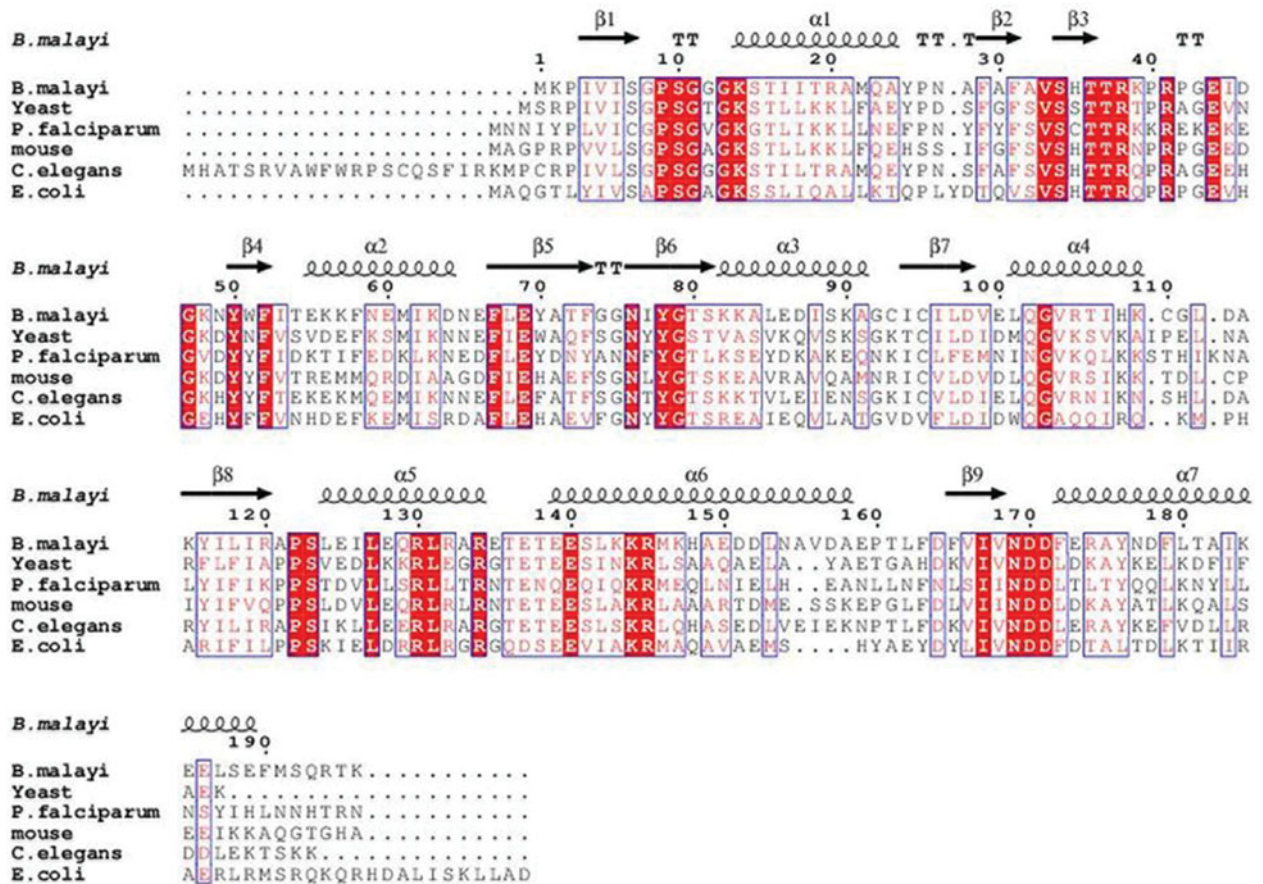 β1 β2 β3 α1
B.malayi TT TT.T TT
1 10 20 30 40
B.malayi .......................MKPIVISGPSGGGKSTIITRAMQAYPN.AFAFAVSHTTRKPRPGEID
Yeast ......................MSRPIVISGPSGTGKSTLLKKLFAEYPD.SFGFSVSSTTRTPRAGEVN
P.falciparum ....................MNNIYPLVICGPSGVGKGTLIKKLLNEFPN.YFYFSVSCTTRKKREKEKE
mouse ....................MAGPRPVVLSGPSGAGKSTLLKKLFQEHSS.IFGFSVSHTTRNPRPGEED
C.elegans MHATSRVAWFWRPSCQSFIRKMPCRPIVLSGPSGGGKSTILTRAMQEYPN.SFAFSVSHTTRQPRPGEKD
E.coli ....................MAQGTLYIVSAPSGAGKSSLIQALLKTQPLYDTQVSVSHTTRQPRPGEVH
β4 α2 β5 β6 α3 β7 α4
B.malayi TT
50 60 70 80 90 100 110
B.malayi GKNYWFITEKKFNEMIKDNEFLEYATFGGNIYGTSKKALEDISKAGCICILDVELQGVRTIHK.CGL.DA
Yeast GKDYNFVSVDEFKSMIKNNEFIEWAQFSGNYYGSTVASVKQVSKSGKTCILDIDMQGVKSVKAIPEL.NA
P.falciparum GVDYYFIDKTIFEDKLKNEDFLEYDNYANNFYGTLKSEYDKAKEQNKICLFEMNINGVKQLKKSTHIKNA
mouse GKDYYFVTREMMQRDIAAGDFIEHAEFSGNLYGTSKEAVRAVQAMNRICVLDVDLQGVRSIKK.TDL.CP
C.elegans GKHYYFTEKEKMQEMIKNNEFLEFATFSGNTYGTSKKTVLEIENSGKICILDIELQGVKNIKN.SHL.DA
E.coli GEHYFFVNHDEFKEMISRDAFLEHAEVFGNYYGTSREAIEQVLATGVDVFLDIDWQGAQQIRQ..KM.PH
β8 α5 α6 β9 α7
B.malayi
120 130 140 150 160 170 180
B.malayi KYILIRAPSLEILEQRLRARETETEESLKKRMKHAEDDLNAVDAEPTLFDFVIVNDDFERAYNDFLTAIK
Yeast RFLFIAPPSVEDLKKRLEGRGTETEESINKRLSAAQAELA..YAETGAHDKVIVNDDLDKAYKELKDFIF
P.falciparum LYIFIKPPSTDVLLSRLLTRNTENQEQIQKRMEQLNIELH..EANLLNFNLSIINDDLTLTYQQLKNYLL
mouse IYIFVQPPSLDVLEQRLRLRNTETEESLAKRLAAARTDME.SSKEPGLFDLVIINDDLDKAYATLKQALS
C.elegans RYILIRAPSIKLLEERLRARGTETEESLSKRLQHASEDLVEIEKNPTLFDKVIVNDDLERAYKEFVDLLR
E.coli ARIFILPPSKIELDRRLRGRGQDSEEVIAKRMAQAVAEMS....HYAEYDYLIVNDDFDTALTDLKTIIR
B.malayi
190
B.malayi EELSEFMSQRTK...........
Yeast AEK....................
P.falciparum NSYIHLNNHTRN...........
mouse EEIKKAQGTGHA...........
C.elegans DDLEKTSKK..............
E.coli AERLRMSRQKQRHDALISKLLAD